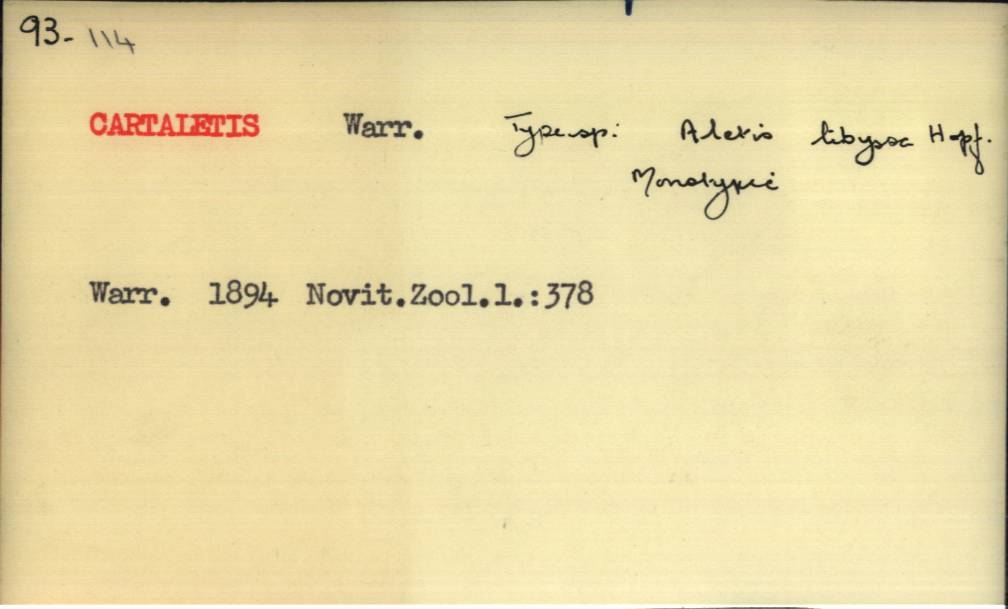 93-114
CARTALETIS Warr. Type sp: Aletis libyssa Hopf.
Monotypic
Warr. 1894 Novit.Zool.1.:378